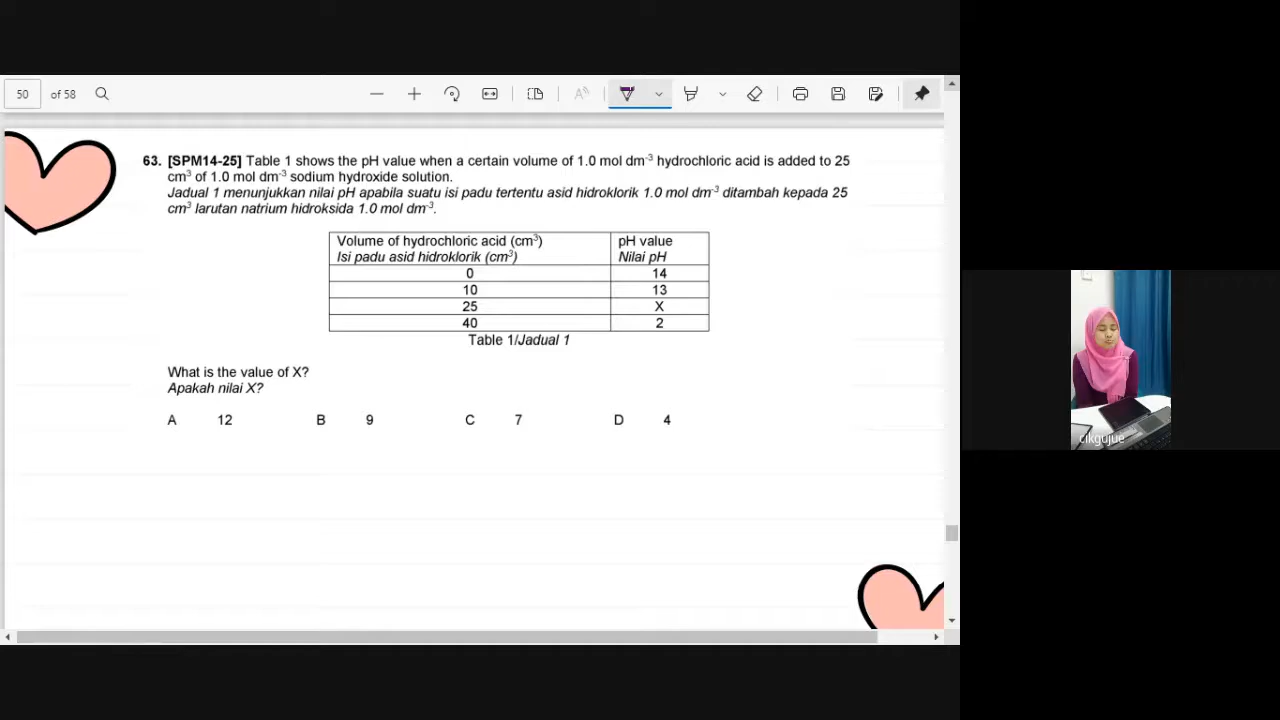 50 of 58
63. [SPM14-25] Table 1 shows the pH value when a certain volume of 1.0 mol dm⁻³ hydrochloric acid is added to 25
cm³ of 1.0 mol dm⁻³ sodium hydroxide solution.
Jadual 1 menunjukkan nilai pH apabila suatu isi padu tertentu asid hidroklorik 1.0 mol dm⁻³ ditambah kepada 25
cm³ larutan natrium hidroksida 1.0 mol dm⁻³.
Volume of hydrochloric acid (cm³) pH value
Isi padu asid hidroklorik (cm³) Nilai pH
0 14
10 13
25 X
40 2
Table 1/Jadual 1
What is the value of X?
Apakah nilai X?
A 12 B 9 C 7 D 4
cikgujue